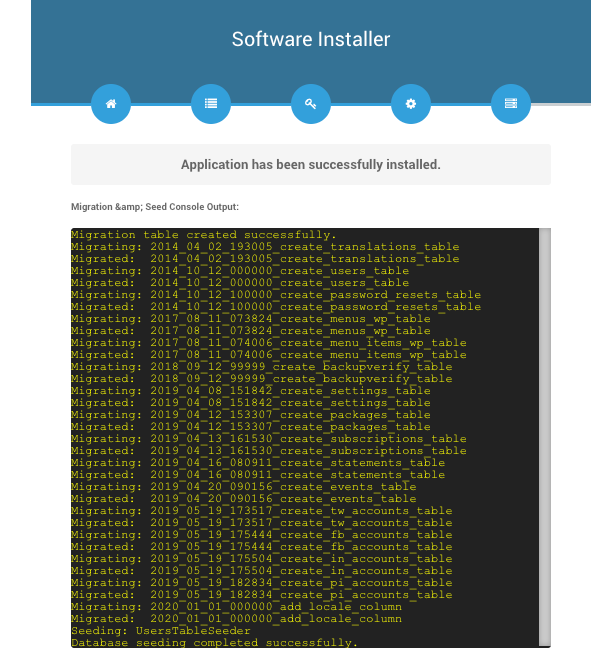 Software Installer
Application has been successfully installed.
Migration &amp; Seed Console Output:
Migration table created successfully.
Migrating: 2014_04_02_193005_create_translations_table
Migrated:  2014_04_02_193005_create_translations_table
Migrating: 2014_10_12_000000_create_users_table
Migrated:  2014_10_12_000000_create_users_table
Migrating: 2014_10_12_100000_create_password_resets_table
Migrated:  2014_10_12_100000_create_password_resets_table
Migrating: 2017_08_11_073824_create_menus_wp_table
Migrated:  2017_08_11_073824_create_menus_wp_table
Migrating: 2017_08_11_074006_create_menu_items_wp_table
Migrated:  2017_08_11_074006_create_menu_items_wp_table
Migrating: 2018_09_12_99999_create_backupverify_table
Migrated:  2018_09_12_99999_create_backupverify_table
Migrating: 2019_04_08_151842_create_settings_table
Migrated:  2019_04_08_151842_create_settings_table
Migrating: 2019_04_12_153307_create_packages_table
Migrated:  2019_04_12_153307_create_packages_table
Migrating: 2019_04_13_161530_create_subscriptions_table
Migrated:  2019_04_13_161530_create_subscriptions_table
Migrating: 2019_04_16_080911_create_statements_table
Migrated:  2019_04_16_080911_create_statements_table
Migrating: 2019_04_20_090156_create_events_table
Migrated:  2019_04_20_090156_create_events_table
Migrating: 2019_05_19_173517_create_tw_accounts_table
Migrated:  2019_05_19_173517_create_tw_accounts_table
Migrating: 2019_05_19_175444_create_fb_accounts_table
Migrated:  2019_05_19_175444_create_fb_accounts_table
Migrating: 2019_05_19_175504_create_in_accounts_table
Migrated:  2019_05_19_175504_create_in_accounts_table
Migrating: 2019_05_19_182834_create_pi_accounts_table
Migrated:  2019_05_19_182834_create_pi_accounts_table
Migrating: 2020_01_01_000000_add_locale_column
Migrated:  2020_01_01_000000_add_locale_column
Seeding: UsersTableSeeder
Database seeding completed successfully.